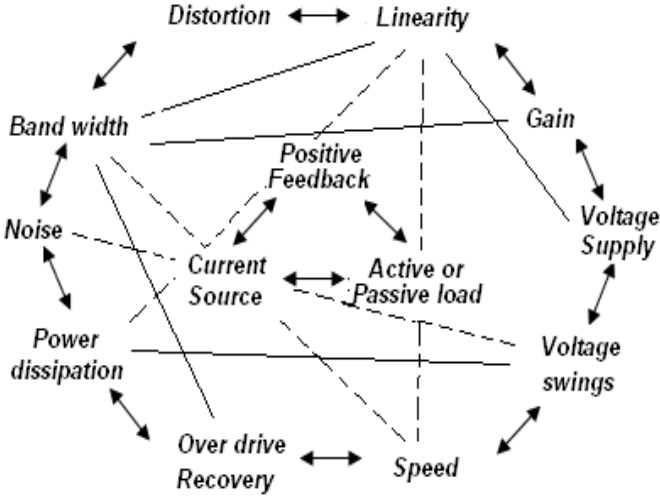 Distortion
Linearity
Band width
Gain
Positive
Feedback
Noise
Voltage
Supply
Current
Source
Active or
Passive load
Power
dissipation
Voltage
swings
Over drive
Recovery
Speed